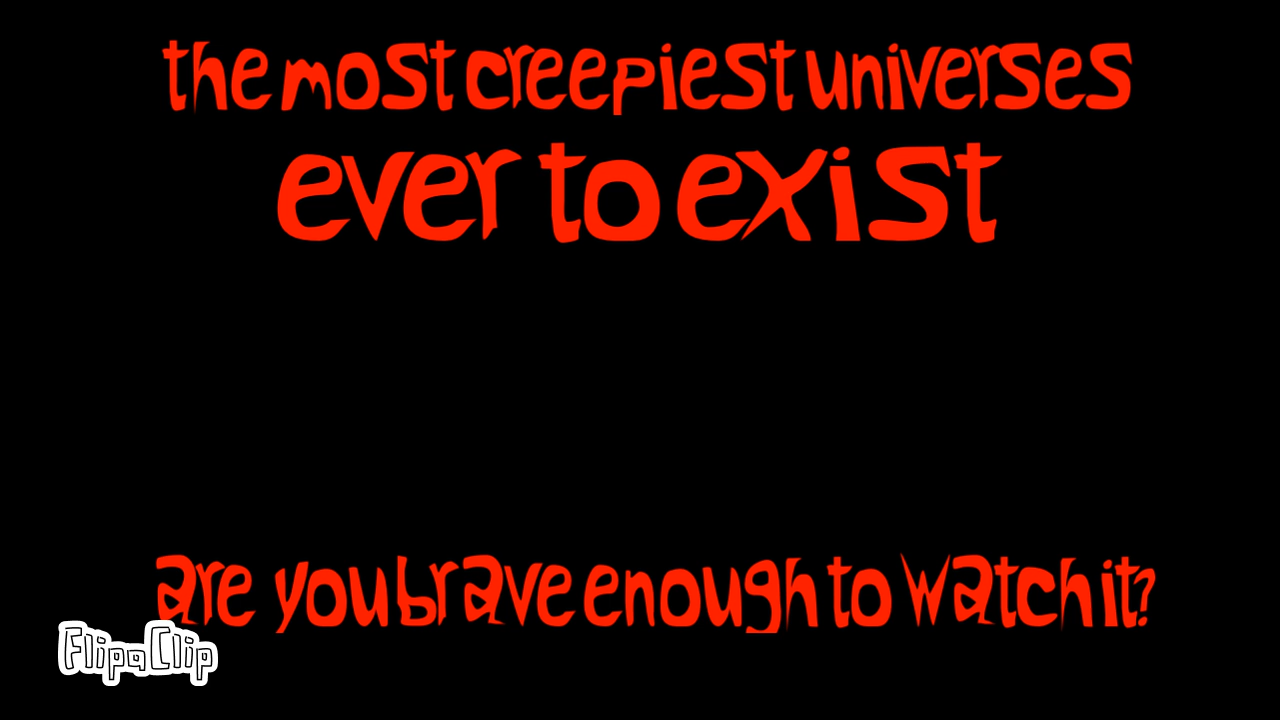 the most creepiest universes
ever to exist
are you brave enough to watch it?
FlipaClip